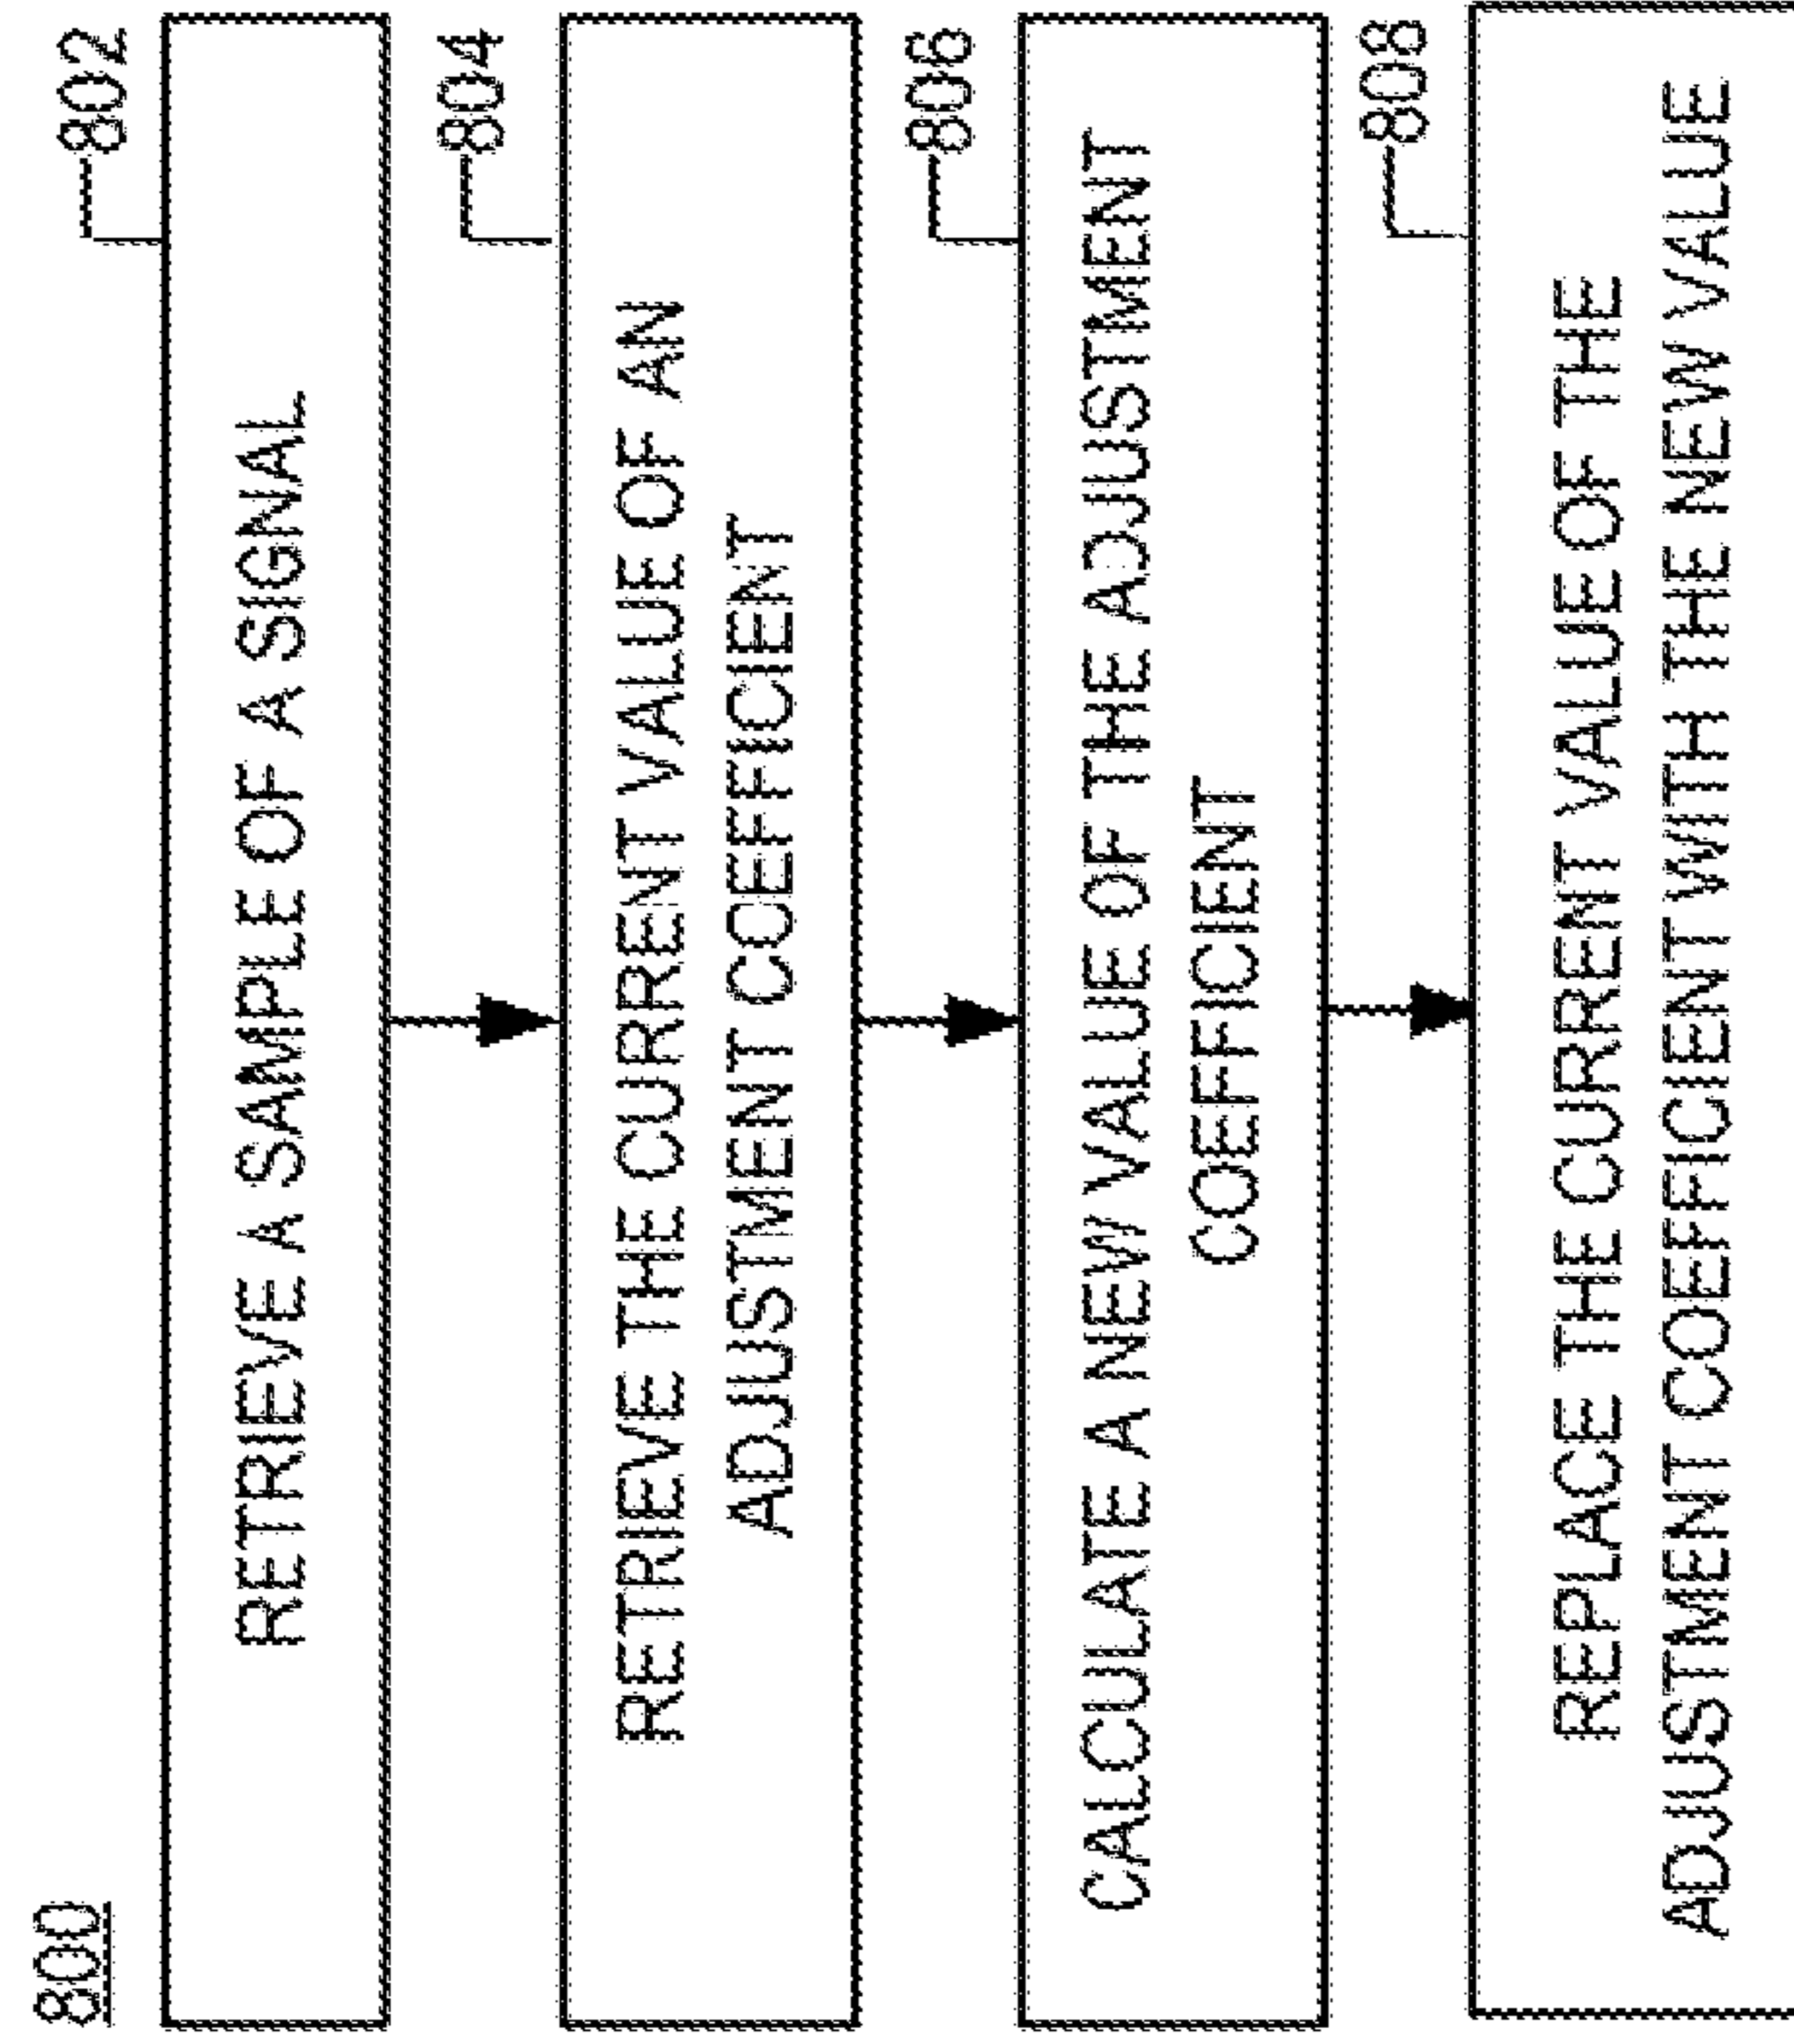 800
802
RETRIEVE A SAMPLE OF A SIGNAL
804
RETRIEVE THE CURRENT VALUE OF AN
ADJUSTMENT COEFFICIENT
806
CALCULATE A NEW VALUE OF THE ADJUSTMENT
COEFFICIENT
808
REPLACE THE CURRENT VALUE OF THE
ADJUSTMENT COEFFICIENT WITH THE NEW VALUE